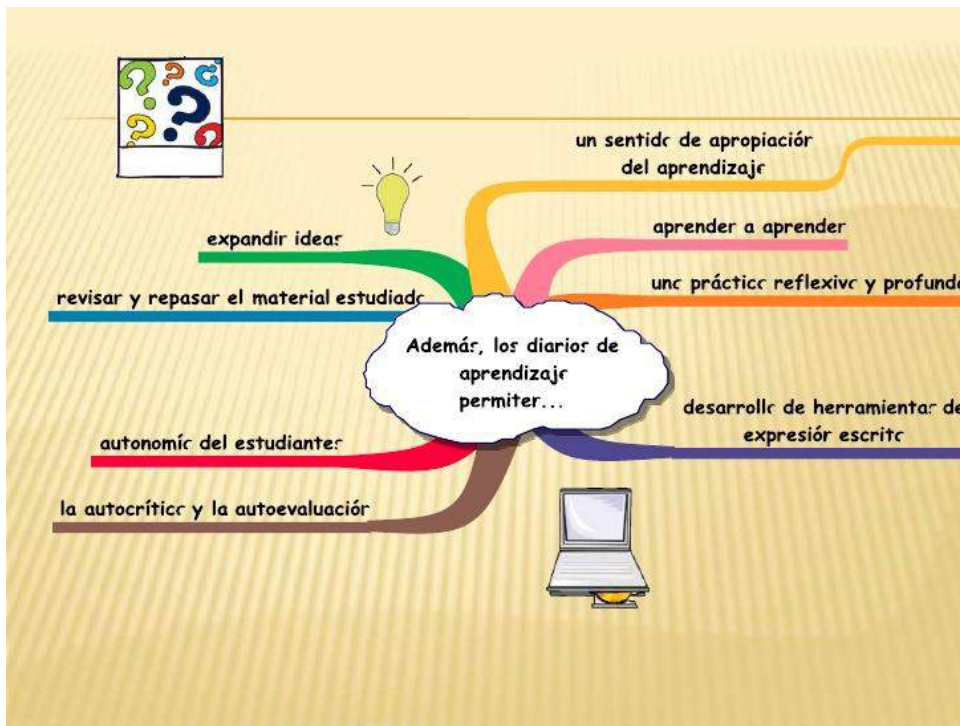 un sentido de apropiación
del aprendizaje
expandir ideas
aprender a aprender
revisar y repasar el material estudiado
una práctica reflexiva y profunda
Además, los diarios de
aprendizaje
permiten...
desarrollo de herramientas de
expresión escrita
autonomía del estudiantes
la autocrítica y la autoevaluación